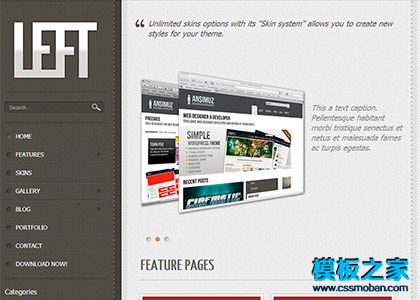 LEFT
Search...
HOME
FEATURES
SKINS
GALLERY
BLOG
PORTFOLIO
CONTACT
DOWNLOAD NOW!
Categories
Unlimited skins options with its "Skin system" allows you to create new
styles for your theme.
ANSIMUZ
WEB DESIGNER & DEVELOPER
SIMPLE
WORDPRESS THEME
RECENT POSTS
CINEMATIC
FREEBIES
This a text caption.
Pellentesque habitant
morbi tristique senectus et
netus et malesuada fames
ac turpis egestas.
FEATURE PAGES
模板之家
www.cssmoban.com